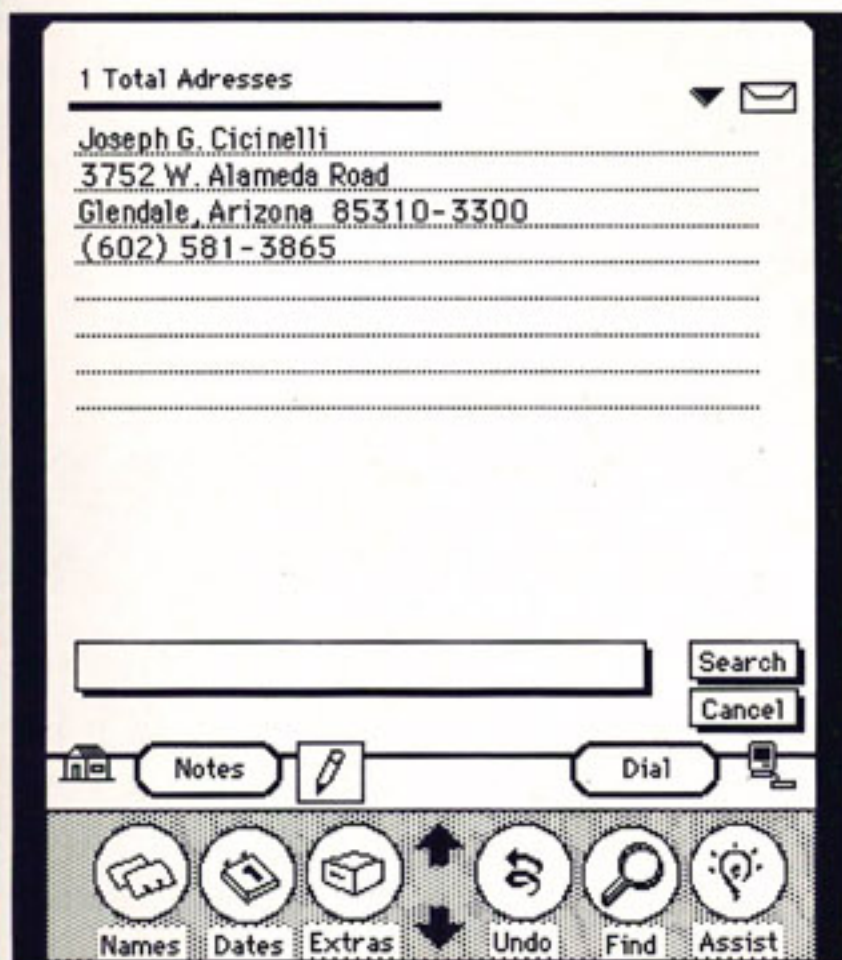 1 Total Adresses
Joseph G. Cicinelli
3752 W. Alameda Road
Glendale, Arizona 85310-3300
(602) 581-3865
Search
Cancel
Notes
Dial
1
Names
Dates
Extras
Undo
Find
Assist